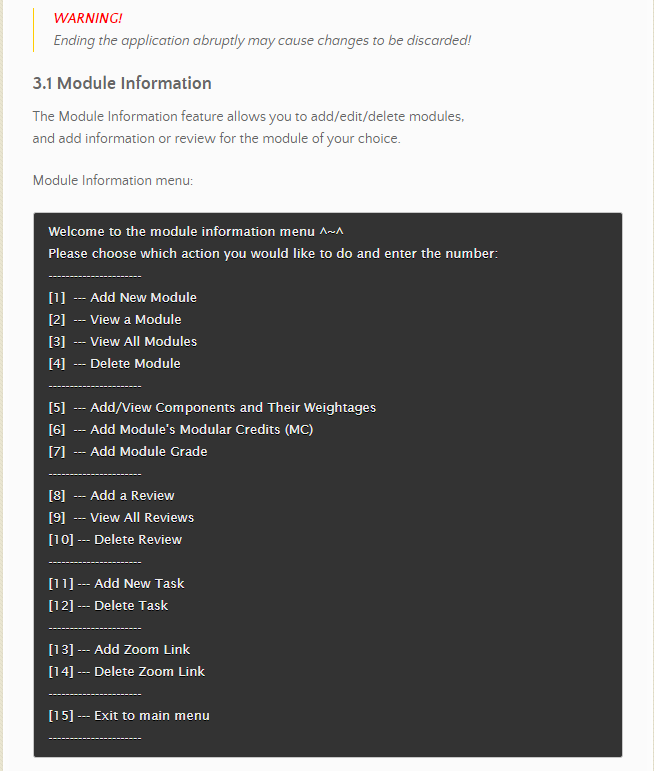 WARNING!
Ending the application abruptly may cause changes to be discarded!
3.1 Module Information
The Module Information feature allows you to add/edit/delete modules,
and add information or review for the module of your choice.
Module Information menu:
Welcome to the module information menu ^~^
Please choose which action you would like to do and enter the number:
----------------------
[1]  --- Add New Module
[2]  --- View a Module
[3]  --- View All Modules
[4]  --- Delete Module
----------------------
[5]  --- Add/View Components and Their Weightages
[6]  --- Add Module's Modular Credits (MC)
[7]  --- Add Module Grade
----------------------
[8]  --- Add a Review
[9]  --- View All Reviews
[10] --- Delete Review
----------------------
[11] --- Add New Task
[12] --- Delete Task
----------------------
[13] --- Add Zoom Link
[14] --- Delete Zoom Link
----------------------
[15] --- Exit to main menu
----------------------